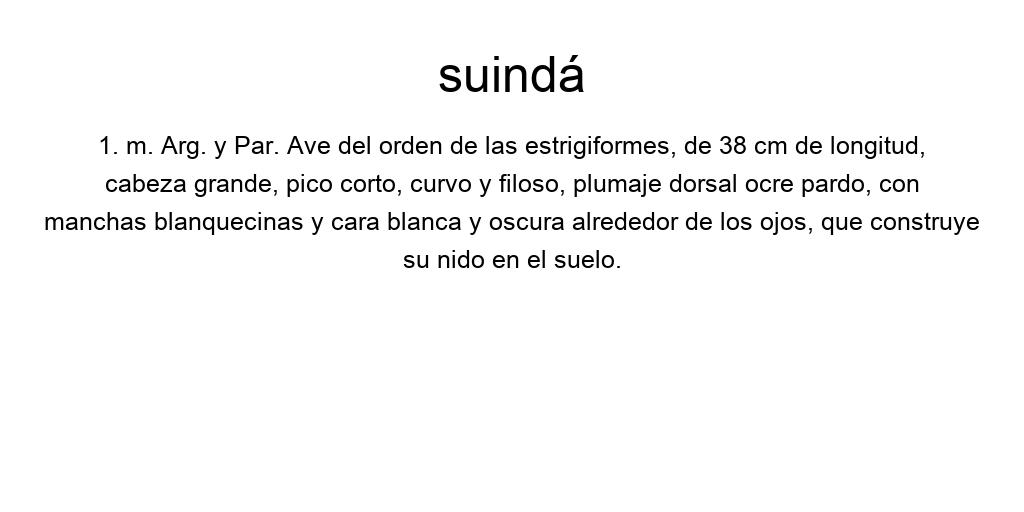 suindá
1. m. Arg. y Par. Ave del orden de las estrigiformes, de 38 cm de longitud,
cabeza grande, pico corto, curvo y filoso, plumaje dorsal ocre pardo, con
manchas blanquecinas y cara blanca y oscura alrededor de los ojos, que construye
su nido en el suelo.